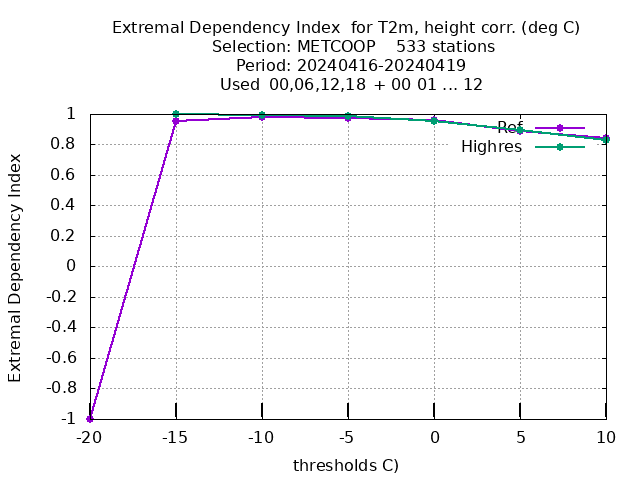 Extremal Dependency Index  for T2m, height corr. (deg C)
Selection: METCOOP    533 stations
Period: 20240416-20240419
Used  00,06,12,18  + 00 01 ... 12
Extremal Dependency Index
1
0.8
0.6
0.4
0.2
0
-0.2
-0.4
-0.6
-0.8
-1
Ref
Highres
-20 -15 -10 -5 0 5 10
thresholds C)